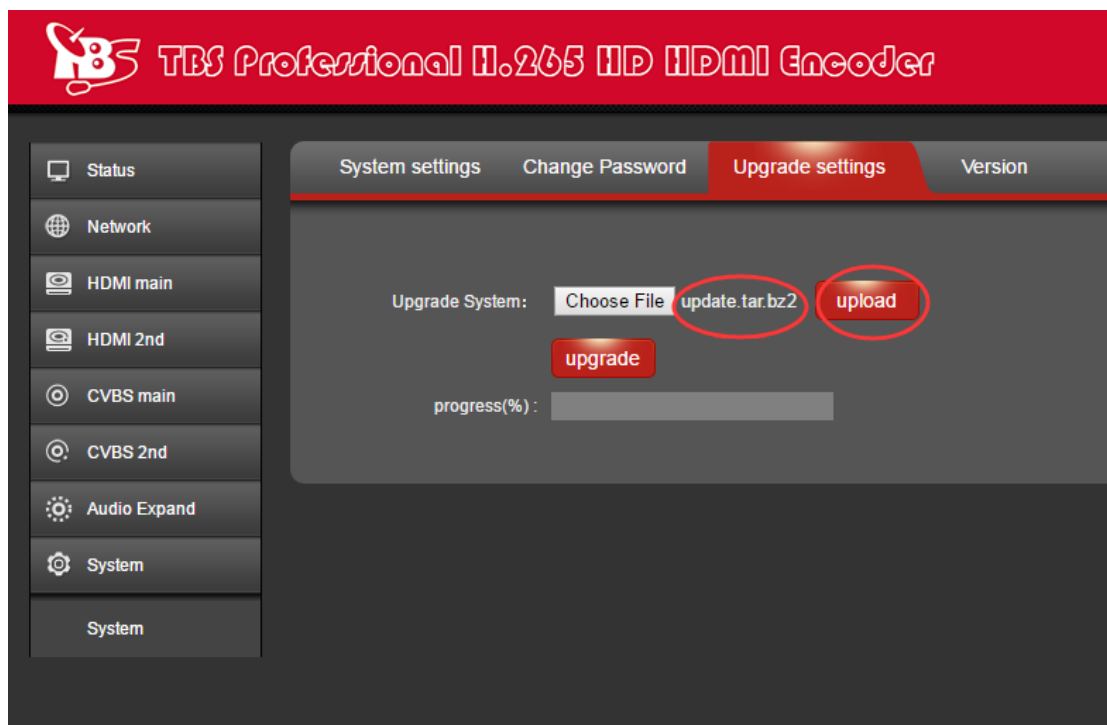 TBS TBS Professional H.265 HD HDMI Encoder
Status
Network
HDMI main
HDMI 2nd
CVBS main
CVBS 2nd
Audio Expand
System
System
System settings Change Password Upgrade settings Version
Upgrade System: Choose File update.tar.bz2 upload
upgrade
progress(%) :